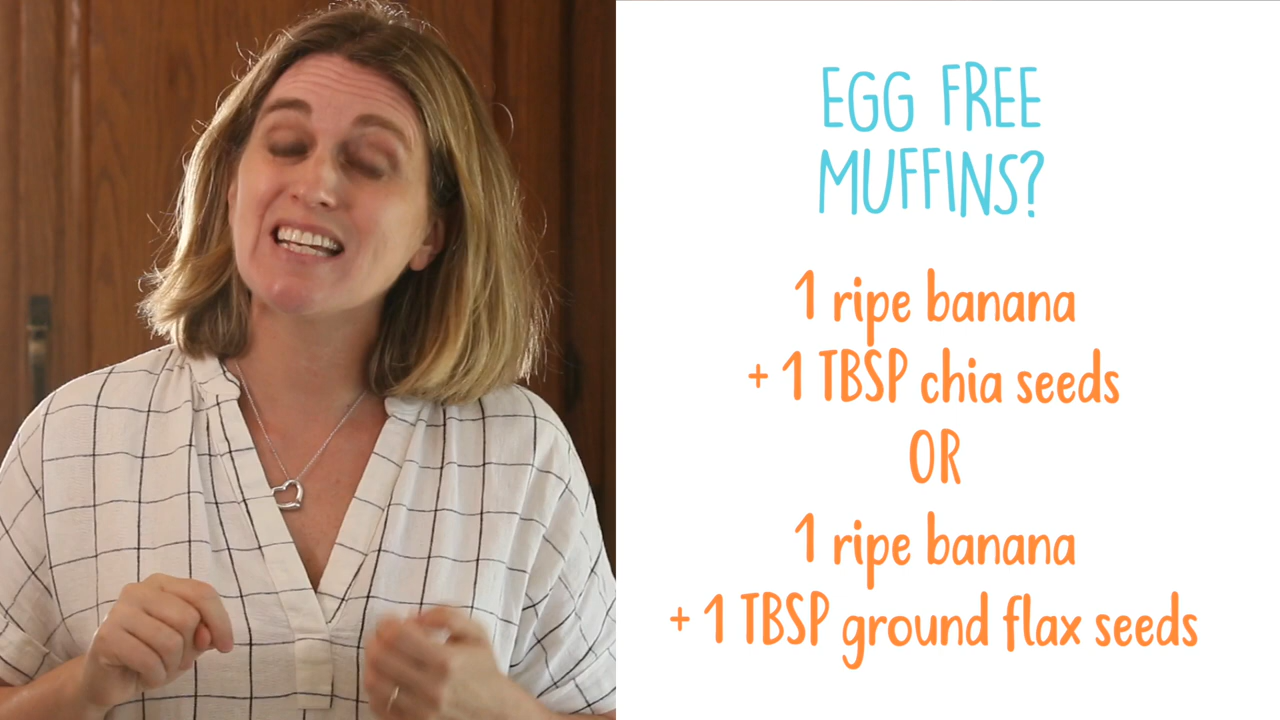 EGG FREE
MUFFINS?
1 ripe banana
+ 1 TBSP chia seeds
OR
1 ripe banana
+ 1 TBSP ground flax seeds